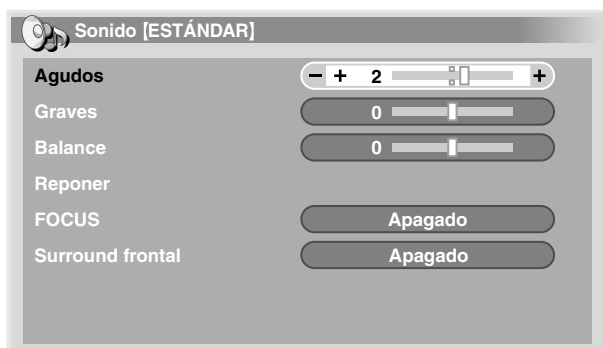 Sonido [ESTÁNDAR]
Agudos − + 2 +
Graves 0
Balance 0
Reponer
FOCUS Apagado
Surround frontal Apagado